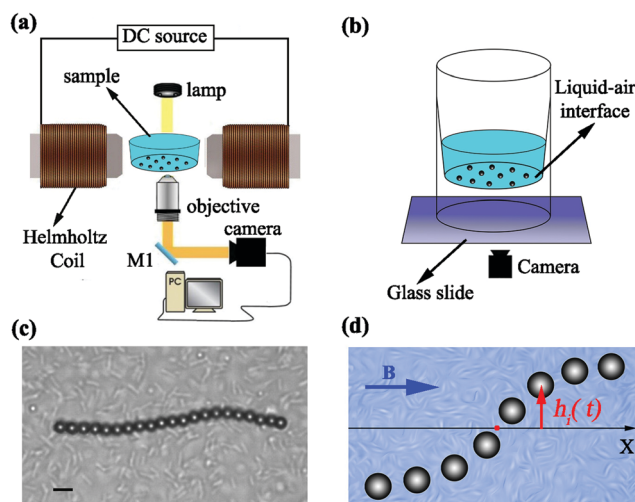 (a)
DC source
sample
lamp
objective
camera
Helmholtz
Coil
M1
PC
(b)
Liquid-air
interface
Camera
Glass slide
(c)
(d)
B
h_i(t)
X